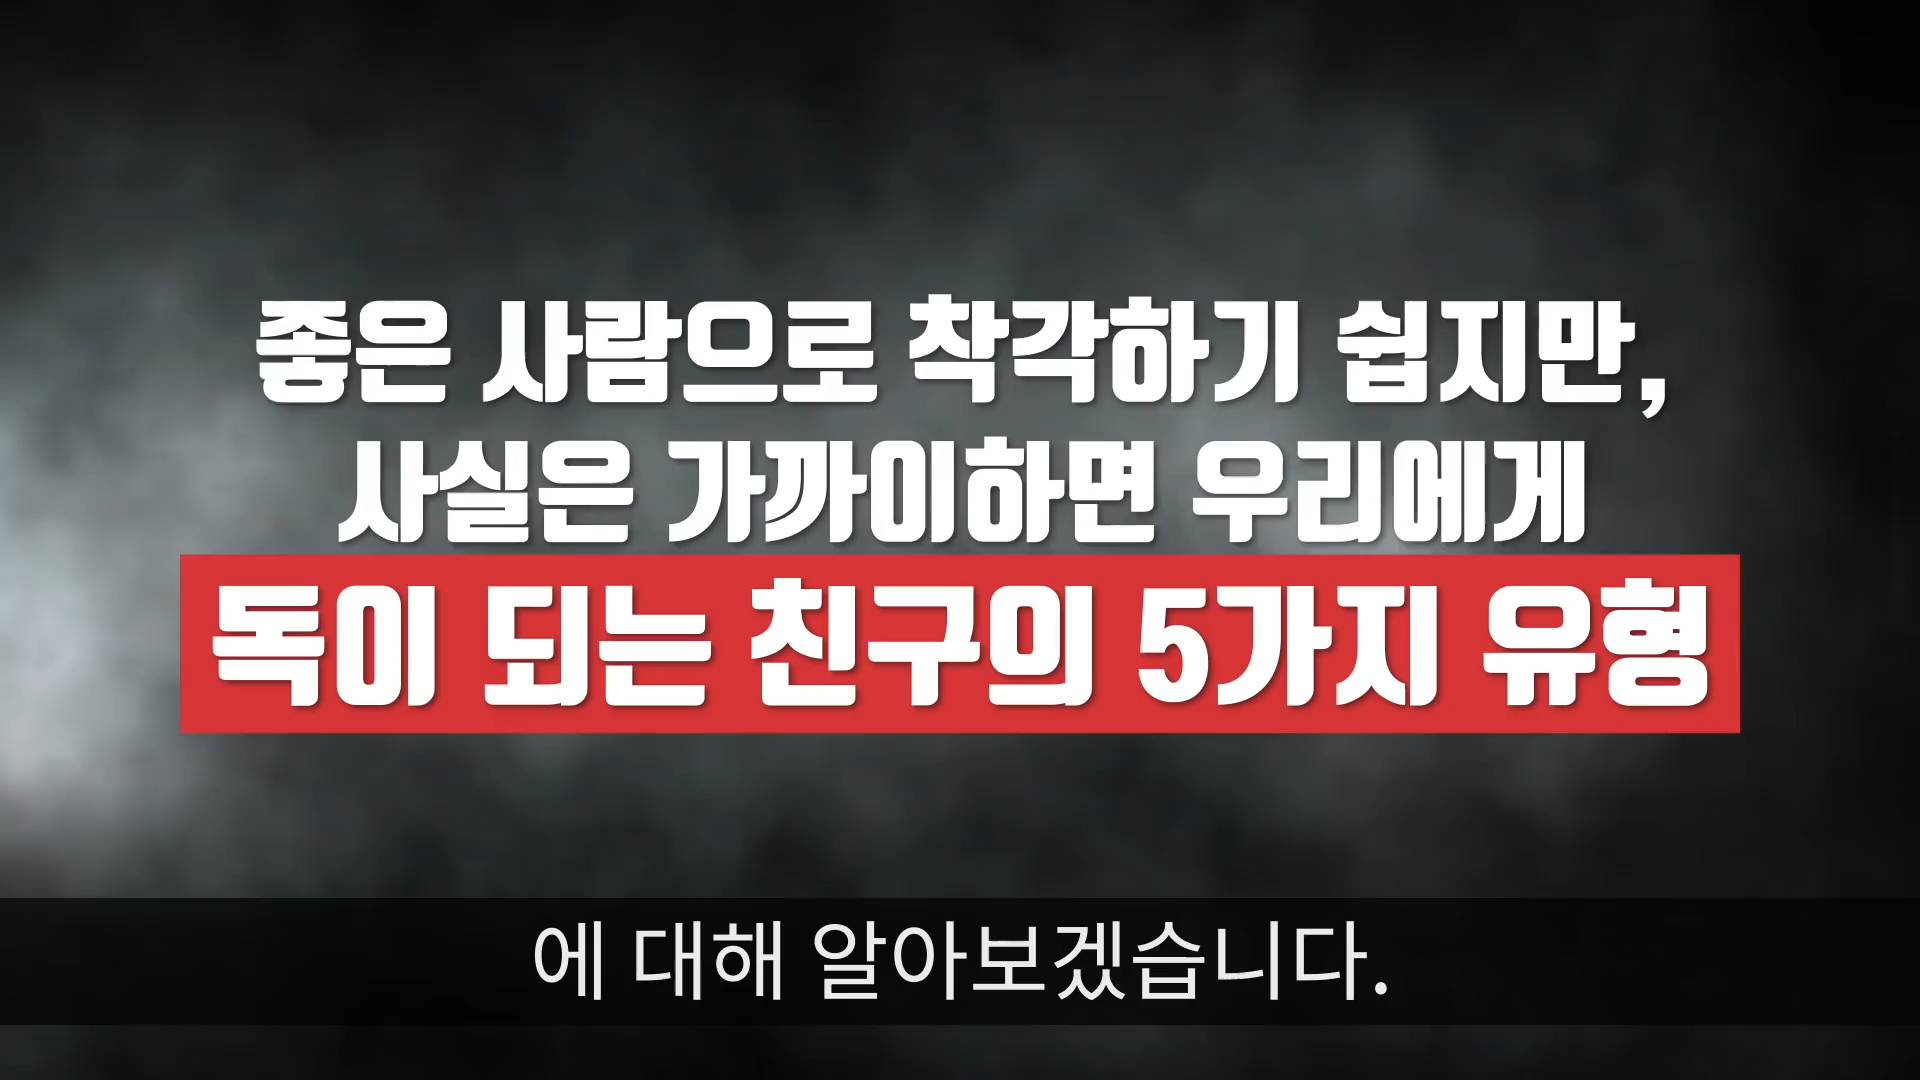 좋은 사람으로 착각하기 쉽지만,
사실은 가까이하면 우리에게
독이 되는 친구의 5가지 유형
에 대해 알아보겠습니다.